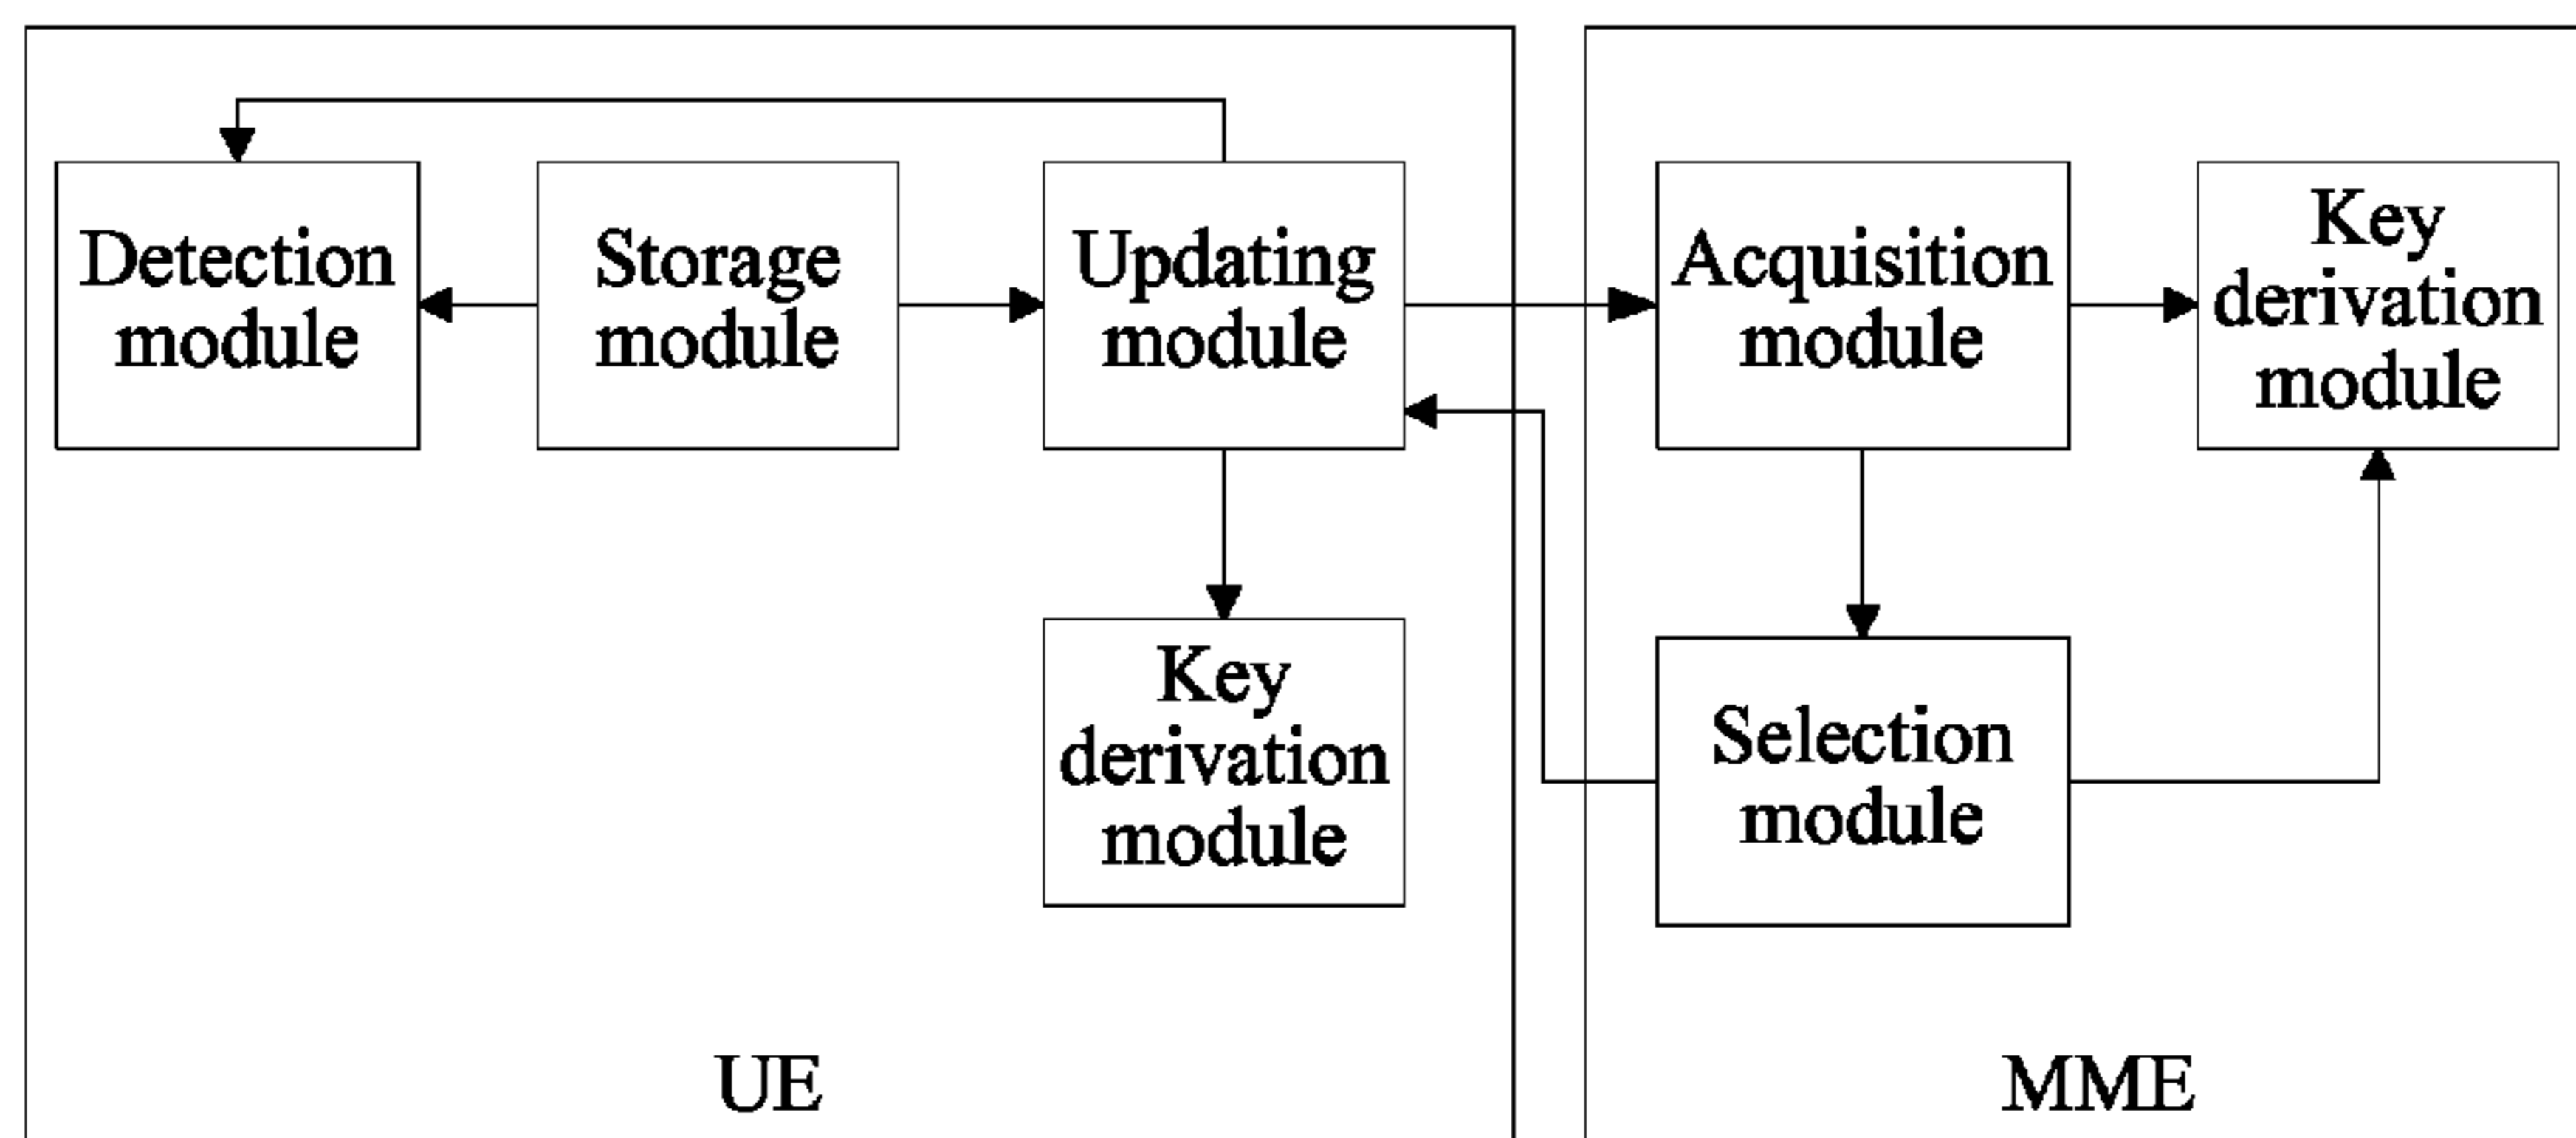 Detection
module
Storage
module
Updating
module
Key
derivation
module
UE
Acquisition
module
Key
derivation
module
Selection
module
MME